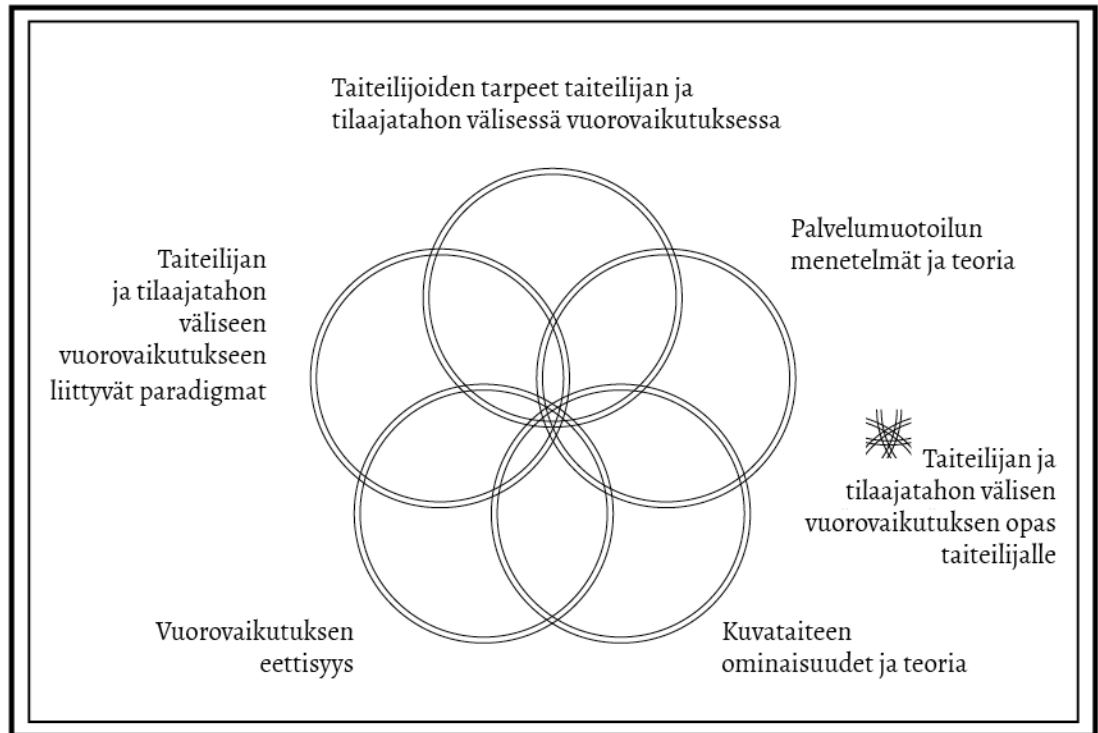 Taiteilijoiden tarpeet taiteilijan ja
tilaajatahon välisessä vuorovaikutuksessa
Palvelumuotoilun
menetelmät ja teoria
Taiteilijan
ja tilaajatahon
väliseen
vuorovaikutukseen
liittyvät paradigmat
Taiteilijan ja
tilaajatahon välisen
vuorovaikutuksen opas
taiteilijalle
Vuorovaikutuksen
eettisyys
Kuvataiteen
ominaisuudet ja teoria